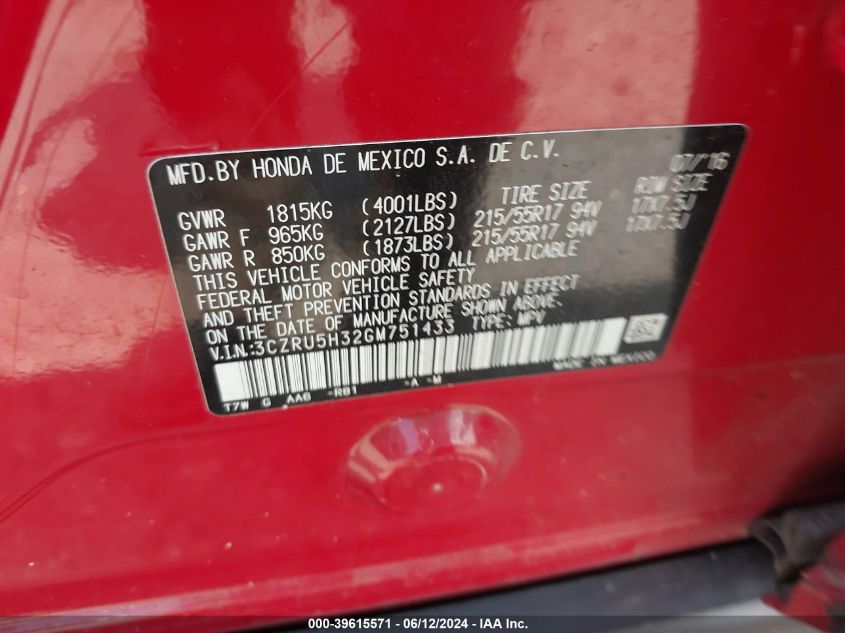 MFD.BY HONDA DE MEXICO S.A. DE C.V. 07/'16
TIRE SIZE RIM SIZE
GVWR 1815KG (4001LBS)
GAWR F 965KG (2127LBS) 215/55R17 94V 17X7.5J
GAWR R 850KG (1873LBS) 215/55R17 94V 17X7.5J
THIS VEHICLE CONFORMS TO ALL APPLICABLE
FEDERAL MOTOR VEHICLE SAFETY
AND THEFT PREVENTION STANDARDS IN EFFECT
ON THE DATE OF MANUFACTURE SHOWN ABOVE.
V.I.N.:3CZRU5H32GM751433 TYPE: MPV
MADE IN MEXICO
T7W G AA6 -R81 -A -M
000-39615571 - 06/12/2024 - IAA Inc.